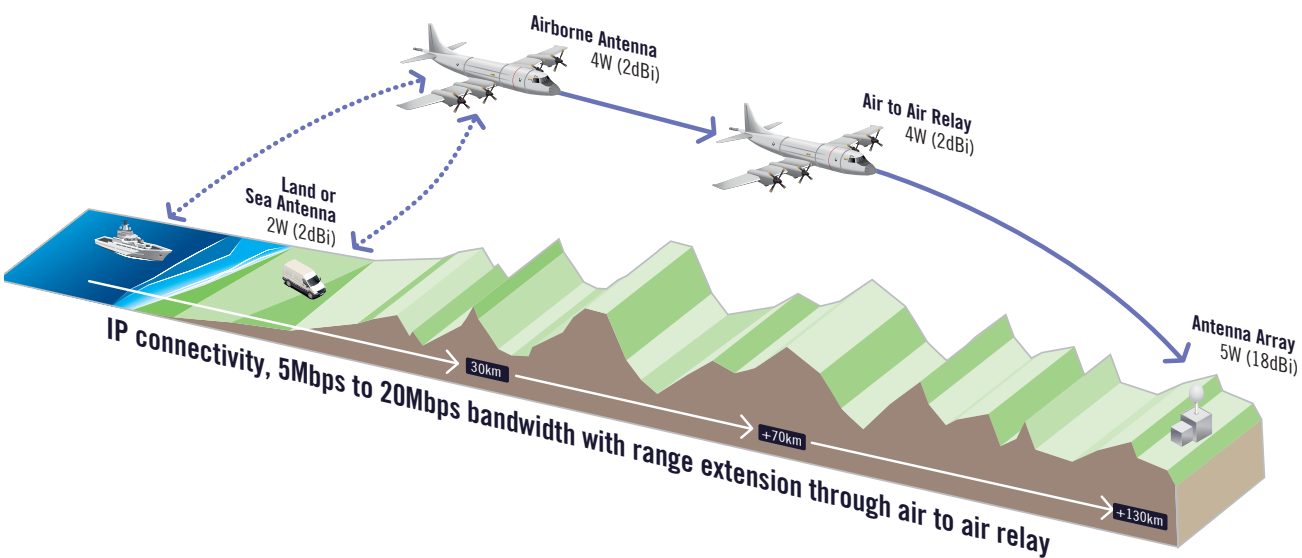 Airborne Antenna
4W (2dBi)
Air to Air Relay
4W (2dBi)
Land or
Sea Antenna
2W (2dBi)
Antenna Array
5W (18dBi)
30km
+70km
+130km
IP connectivity, 5Mbps to 20Mbps bandwidth with range extension through air to air relay